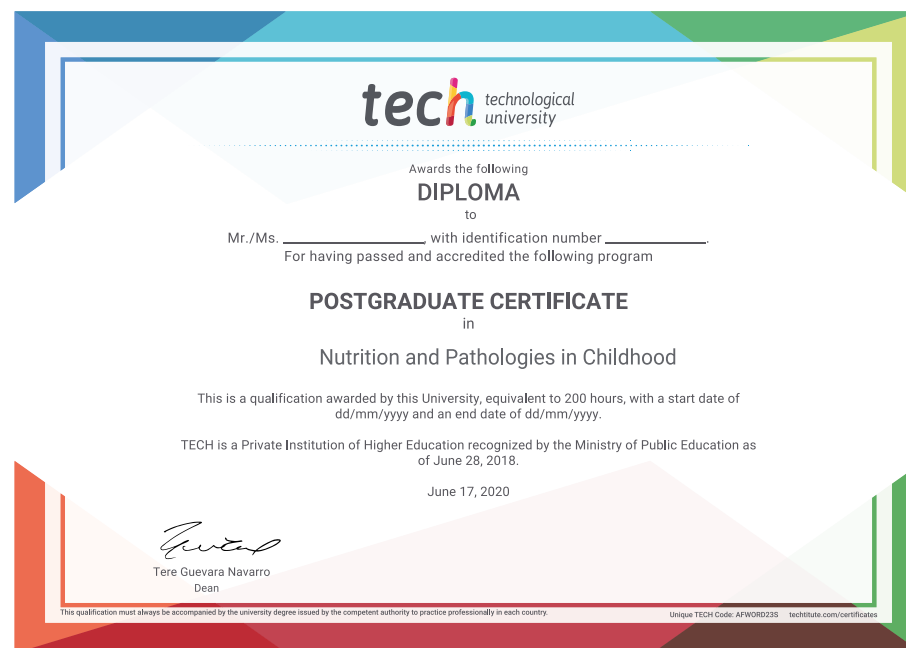 tech technological
university
Awards the following
DIPLOMA
to
Mr./Ms. ____________________, with identification number ______________.
For having passed and accredited the following program
POSTGRADUATE CERTIFICATE
in
Nutrition and Pathologies in Childhood
This is a qualification awarded by this University, equivalent to 200 hours, with a start date of
dd/mm/yyyy and an end date of dd/mm/yyyy.
TECH is a Private Institution of Higher Education recognized by the Ministry of Public Education as
of June 28, 2018.
June 17, 2020
Tere Guevara Navarro
Dean
This qualification must always be accompanied by the university degree issued by the competent authority to practice professionally in each country.
Unique TECH Code: AFWORD23S techtitute.com/certificates